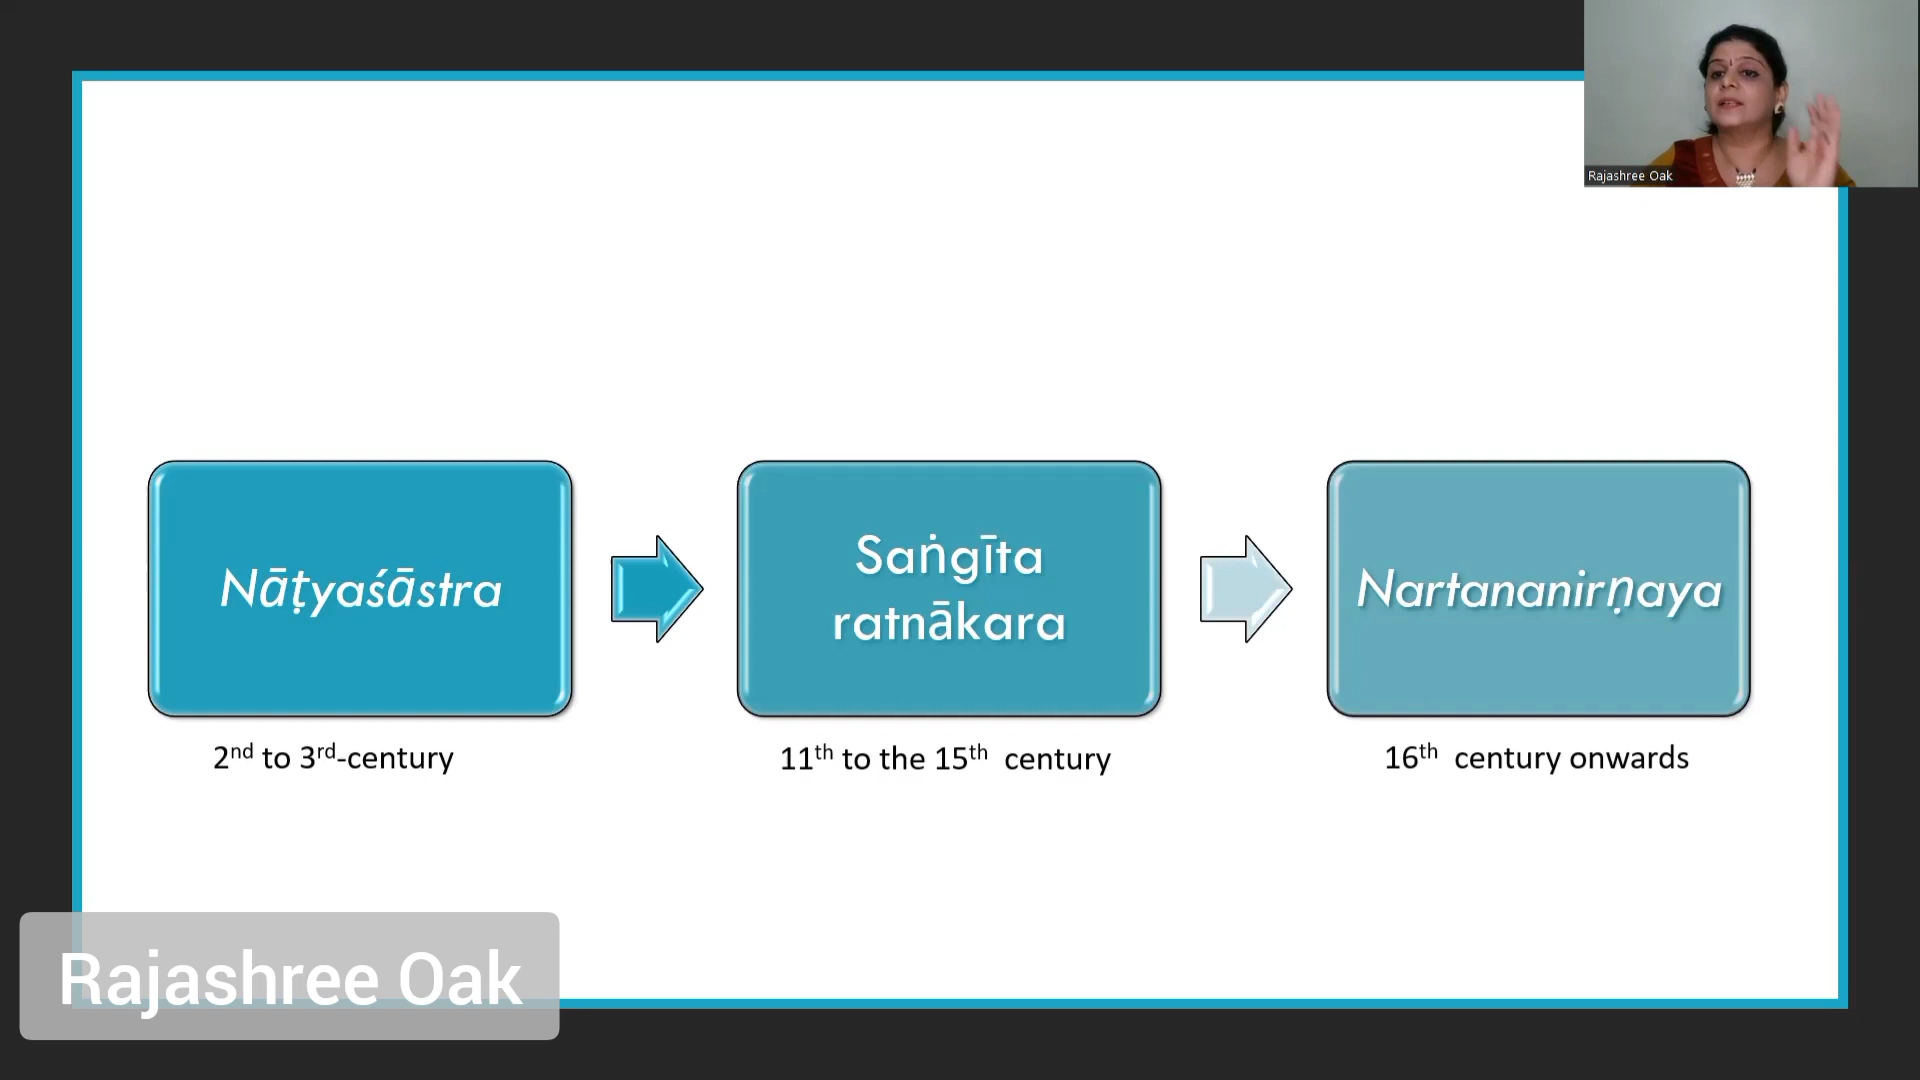 Rajashree Oak
Nāṭyaśāstra
Saṅgīta
ratnākara
Nartananirṇaya
2nd to 3rd-century
11th to the 15th century
16th century onwards
Rajashree Oak